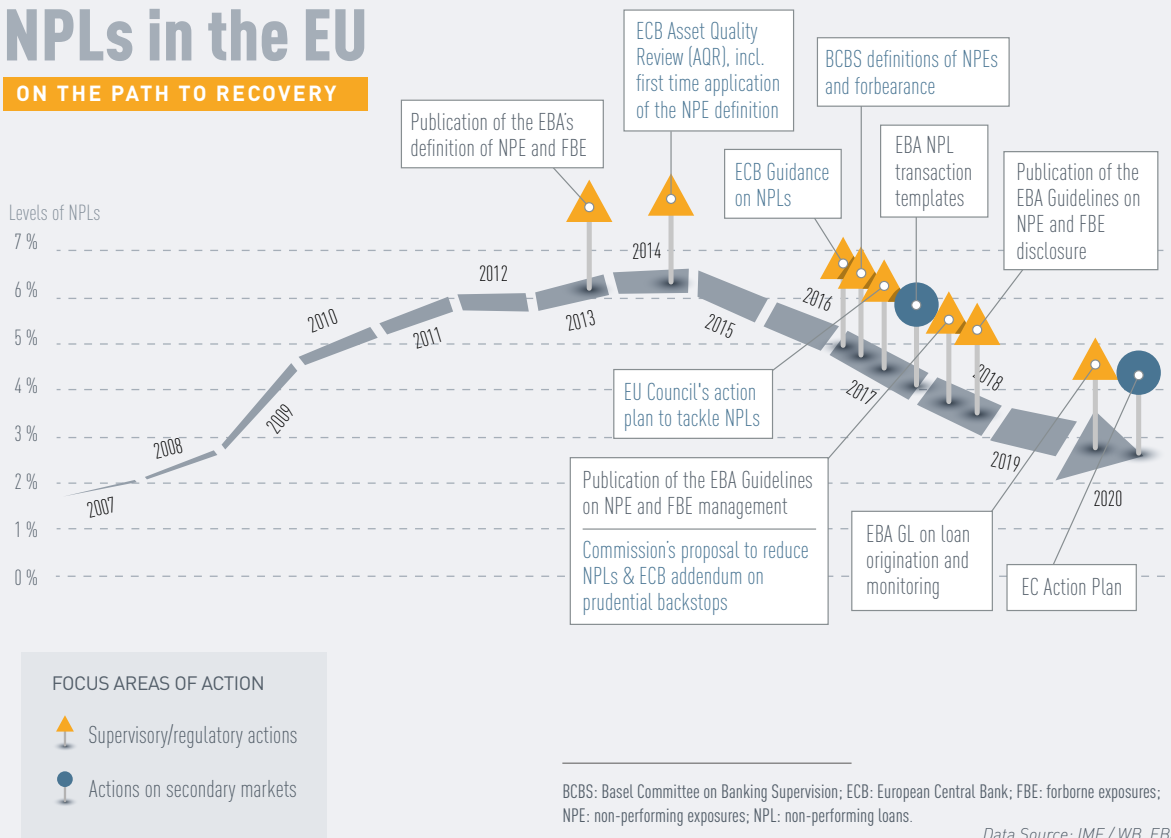 NPLs in the EU
ON THE PATH TO RECOVERY
Publication of the EBA's
definition of NPE and FBE
ECB Asset Quality
Review (AQR), incl.
first time application
of the NPE definition
BCBS definitions of NPEs
and forbearance
ECB Guidance
on NPLs
EBA NPL
transaction
templates
Publication of the
EBA Guidelines on
NPE and FBE
disclosure
Levels of NPLs
7 %
6 %
5 %
4 %
3 %
2 %
1 %
0 %
2007
2008
2009
2010
2011
2012
2013
2014
2015
2016
2017
2018
2019
2020
EU Council's action
plan to tackle NPLs
Publication of the EBA Guidelines
on NPE and FBE management
Commission's proposal to reduce
NPLs & ECB addendum on
prudential backstops
EBA GL on loan
origination and
monitoring
EC Action Plan
FOCUS AREAS OF ACTION
Supervisory/regulatory actions
Actions on secondary markets
BCBS: Basel Committee on Banking Supervision; ECB: European Central Bank; FBE: forborne exposures;
NPE: non-performing exposures; NPL: non-performing loans.
Data Source: IMF / WB, EB